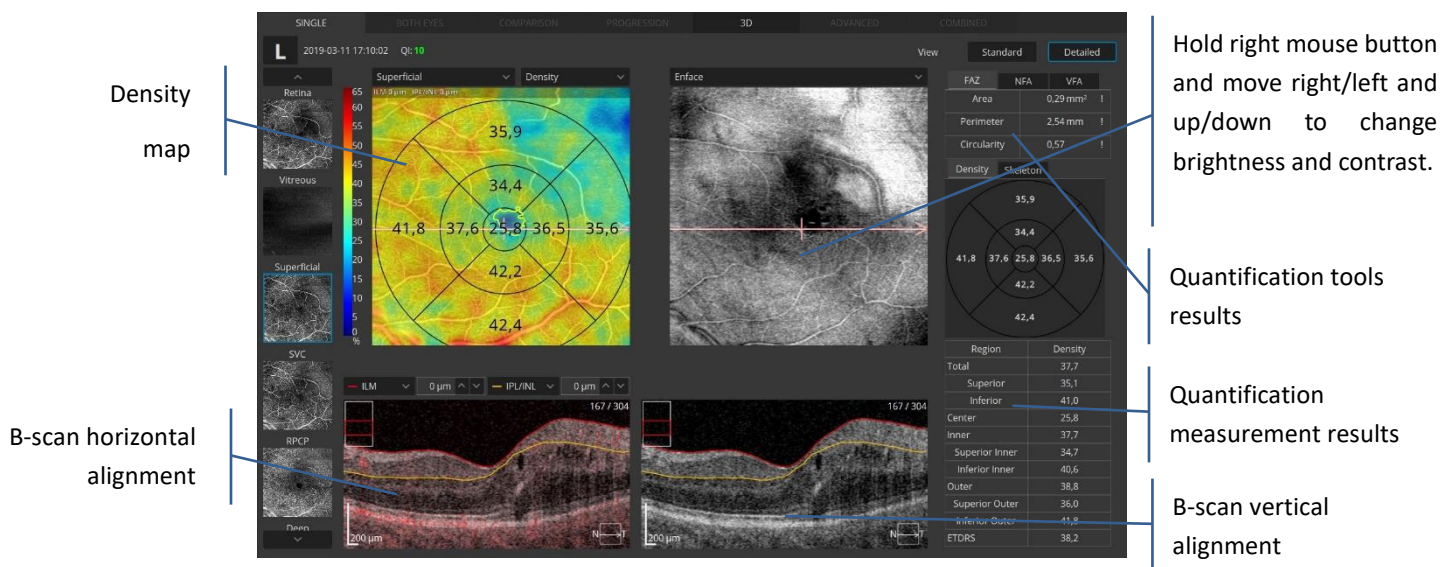 SINGLE
BOTH EYES
COMPARISON
PROGRESSION
3D
ADVANCED
COMBINED
L
2019-03-11 17:10:02 QI: 10
View
Standard
Detailed
Density
map
Retina
Vitreous
Superficial
SVC
RPCP
Deep
Superficial
Density
65
60
55
50
45
40
35
30
25
20
15
10
5
0
%
ILM 0 µm IPL/INL 0 µm
35,9
34,4
41,8 37,6 25,8 36,5 35,6
42,2
42,4
Enface
FAZ NFA VFA
Area 0,29 mm² !
Perimeter 2,54 mm !
Circularity 0,57 !
Density Skeleton
35,9
34,4
41,8 37,6 25,8 36,5 35,6
42,2
42,4
Region Density
Total 37,7
Superior 35,1
Inferior 41,0
Center 25,8
Inner 37,7
Superior Inner 34,7
Inferior Inner 40,6
Outer 38,8
Superior Outer 36,0
Inferior Outer 41,8
ETDRS 38,2
ILM 0 µm IPL/INL 0 µm
167 / 304
200 µm
N T
167 / 304
200 µm
N T
B-scan horizontal
alignment
Hold right mouse button
and move right/left and
up/down to change
brightness and contrast.
Quantification tools
results
Quantification
measurement results
B-scan vertical
alignment